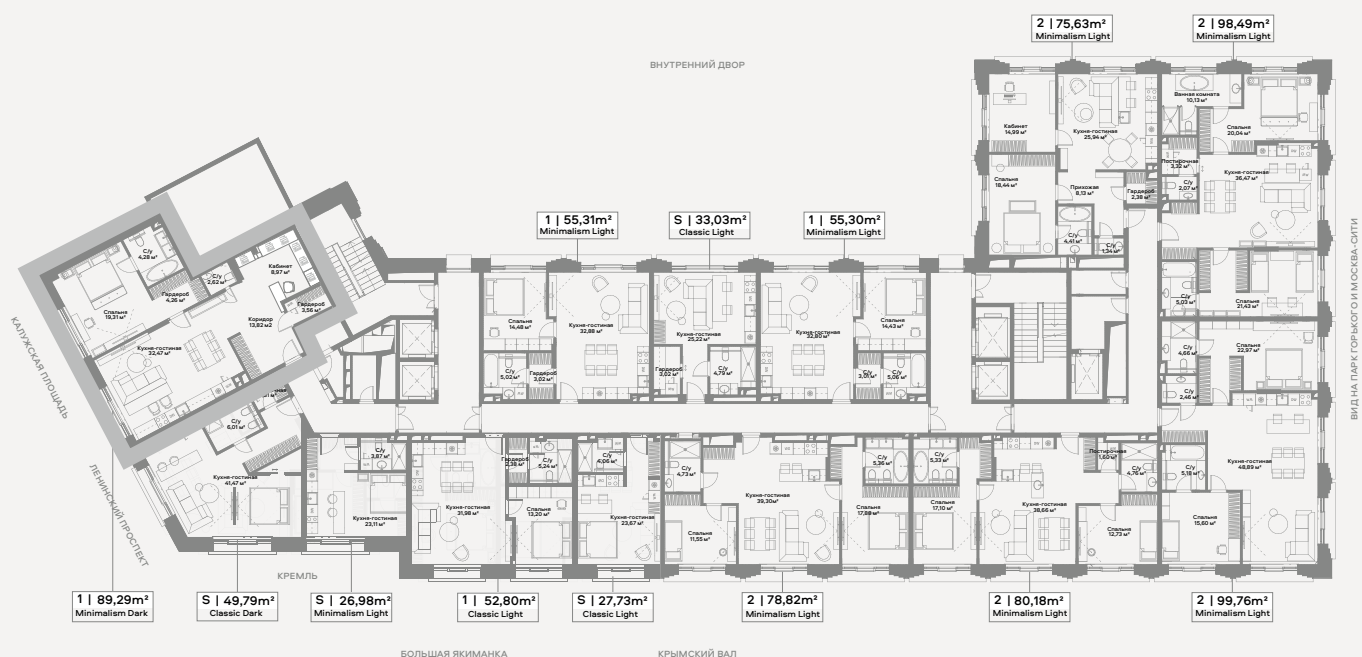 2 | 75,63m²
Minimalism Light
2 | 98,49m²
Minimalism Light
ВНУТРЕННИЙ ДВОР
Ванная комната
10,13 м²
Кабинет
14,99 м²
Кухня-гостиная
25,94 м²
Спальня
20,04 м²
Постирочная
3,32 м²
Кухня-гостиная
36,47 м²
Спальня
18,44 м²
Прихожая
8,13 м²
Гардероб
2,38 м²
С/у
2,07 м²
С/у
4,41 м²
С/у
1,34 м²
1 | 55,31m²
Minimalism Light
S | 33,03m²
Classic Light
1 | 55,30m²
Minimalism Light
ВИД НА ПАРК ГОРЬКОГО И МОСКВА-СИТИ
С/у
4,28 м²
С/у
2,62 м²
Кабинет
8,97 м²
Гардероб
4,26 м²
Гардероб
3,56 м²
Спальня
19,31 м²
Коридор
13,82 м2
Кухня-гостиная
32,47 м²
С/у
6,01 м²
КАЛУЖСКАЯ ПЛОЩАДЬ
ЛЕНИНСКИЙ ПРОСПЕКТ
Спальня
14,48 м²
Кухня-гостиная
32,88 м²
С/у
5,02 м²
Гардероб
3,02 м²
Кухня-гостиная
25,22 м²
Гардероб
3,02 м²
С/у
4,79 м²
Кухня-гостиная
32,80 м²
Спальня
14,43 м²
С/у
3,01 м²
С/у
5,06 м²
С/у
5,03 м²
Спальня
21,43 м²
С/у
4,66 м²
Спальня
22,97 м²
С/у
2,46 м²
Кухня-гостиная
41,47 м²
С/у
3,87 м²
Кухня-гостиная
23,11 м²
Кухня-гостиная
31,98 м²
Гардероб
2,38 м²
С/у
5,24 м²
Спальня
13,20 м²
С/у
4,06 м²
Кухня-гостиная
23,67 м²
С/у
4,73 м²
Спальня
11,55 м²
Кухня-гостиная
39,30 м²
С/у
5,36 м²
Спальня
17,88 м²
С/у
5,33 м²
Спальня
17,10 м²
Кухня-гостиная
38,66 м²
Постирочная
1,60 м²
С/у
4,76 м²
Спальня
12,73 м²
С/у
5,18 м²
Спальня
15,60 м²
Кухня-гостиная
48,89 м²
КРЕМЛЬ
1 | 89,29m²
Minimalism Dark
S | 49,79m²
Classic Dark
S | 26,98m²
Minimalism Light
1 | 52,80m²
Classic Light
S | 27,73m²
Classic Light
2 | 78,82m²
Minimalism Light
2 | 80,18m²
Minimalism Light
2 | 99,76m²
Minimalism Light
БОЛЬШАЯ ЯКИМАНКА
КРЫМСКИЙ ВАЛ